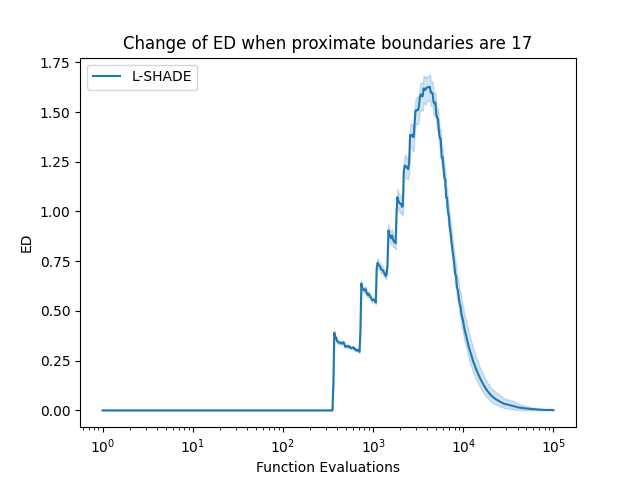 Change of ED when proximate boundaries are 17
L-SHADE
1.75
1.50
1.25
1.00
0.75
0.50
0.25
0.00
ED
10⁰ 10¹ 10² 10³ 10⁴ 10⁵
Function Evaluations